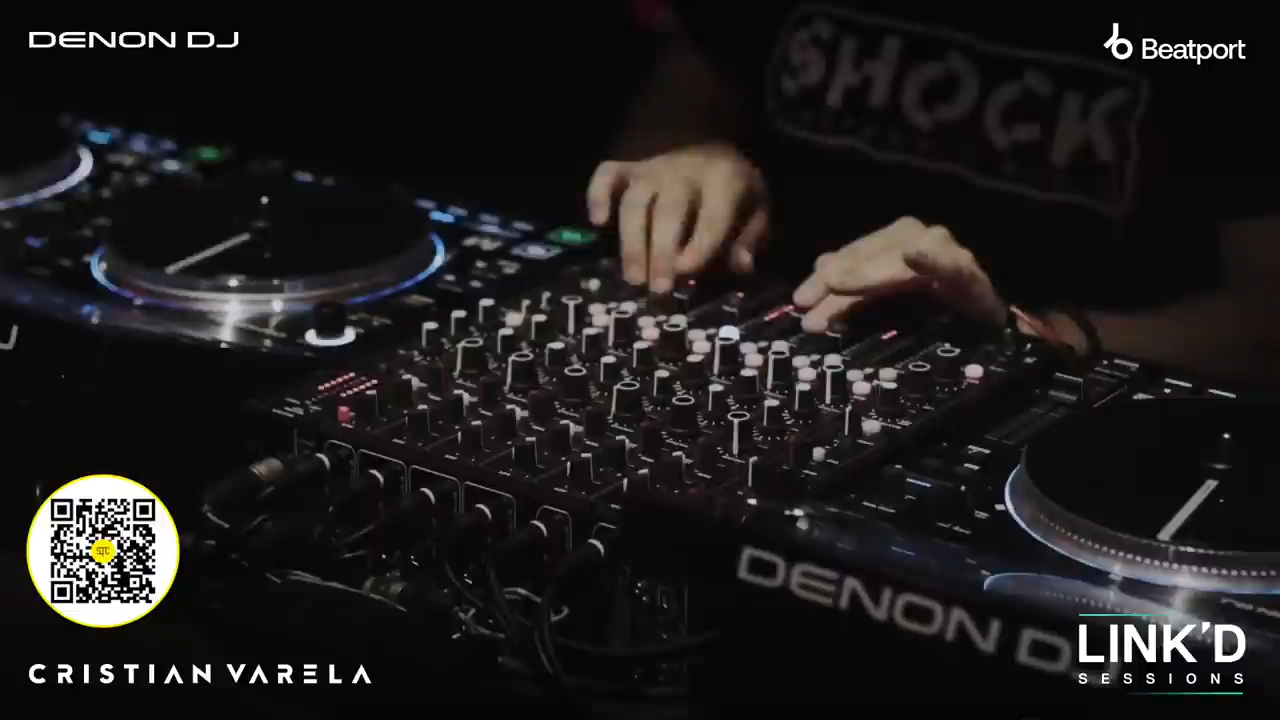 DENON DJ
Beatport
SHOCK
DENON DJ
CRISTIAN VARELA
LINK'D
SESSIONS